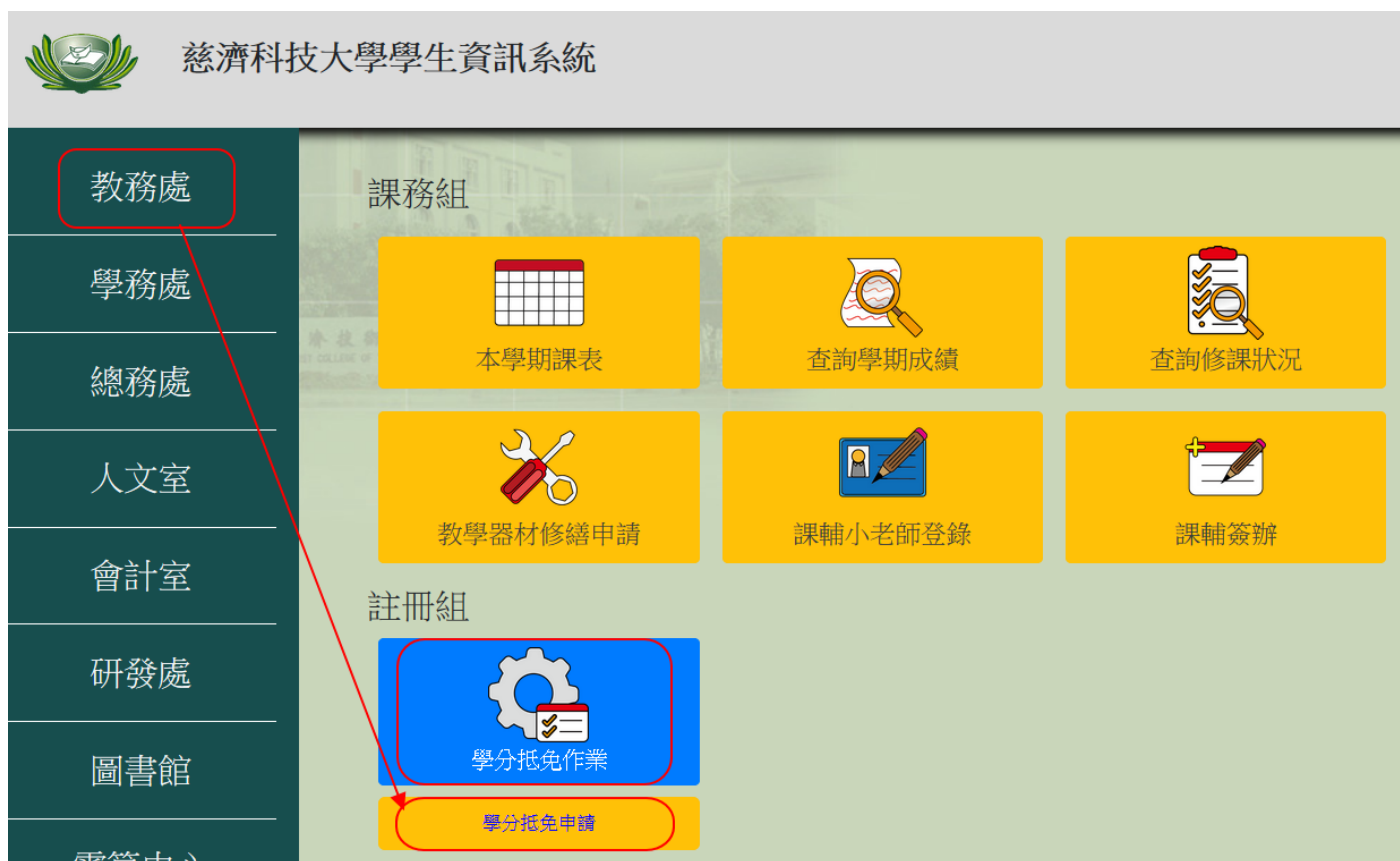 慈濟科技大學學生資訊系統
教務處
學務處
總務處
人文室
會計室
研發處
圖書館
課務組
本學期課表
查詢學期成績
查詢修課狀況
教學器材修繕申請
課輔小老師登錄
課輔簽辦
註冊組
學分抵免作業
學分抵免申請